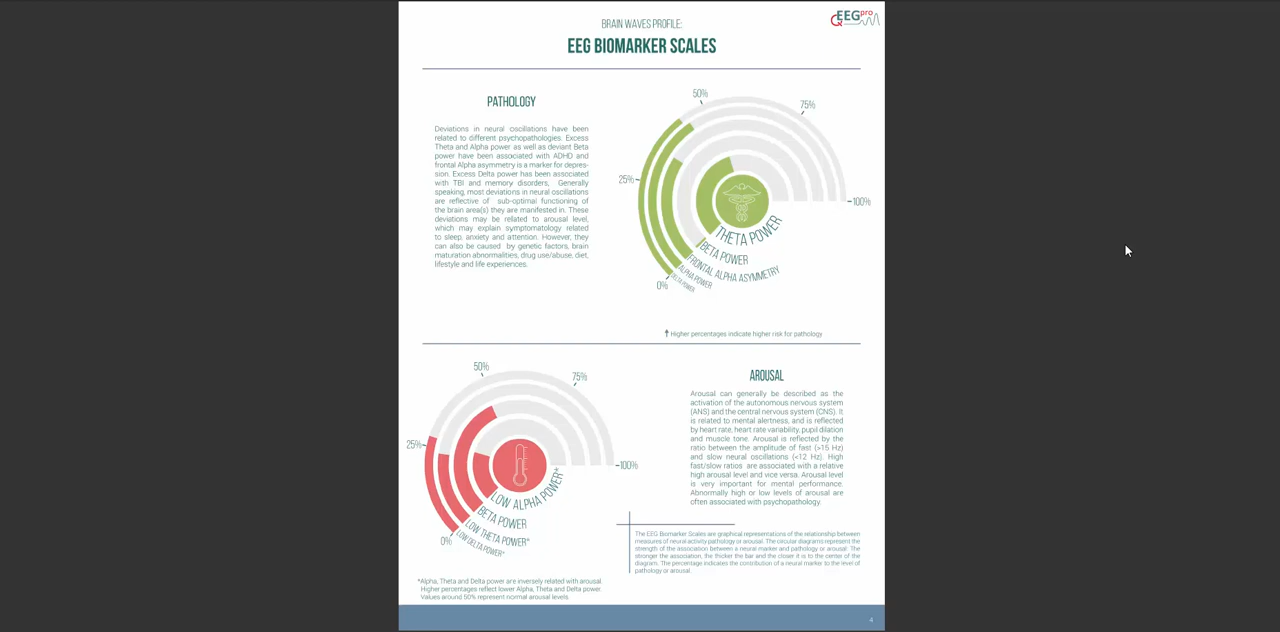 BRAIN WAVES PROFILE:
EEG BIOMARKER SCALES
QEEGpro
PATHOLOGY
Deviations in neural oscillations have been
related to different psychopathologies. Excess
Theta and Alpha power as well as deviant Beta
power have been associated with ADHD and
frontal Alpha asymmetry is a marker for depres-
sion. Excess Delta power has been associated
with TBI and memory disorders, Generally
speaking, most deviations in neural oscillations
are reflective of sub-optimal functioning of
the brain area(s) they are manifested in. These
deviations may be related to arousal level,
which may explain symptomatology related
to sleep, anxiety and attention. However, they
can also be caused by genetic factors, brain
maturation abnormalities, drug use/abuse, diet,
lifestyle and life experiences.
50%
75%
25%
100%
0%
THETA POWER
BETA POWER
FRONTAL ALPHA ASYMMETRY
ALPHA POWER
DELTA POWER
Higher percentages indicate higher risk for pathology
50%
75%
25%
100%
0%
LOW ALPHA POWER*
BETA POWER
LOW THETA POWER*
LOW DELTA POWER*
*Alpha, Theta and Delta power are inversely related with arousal.
Higher percentages reflect lower Alpha, Theta and Delta power.
Values around 50% represent normal arousal levels.
AROUSAL
Arousal can generally be described as the
activation of the autonomous nervous system
(ANS) and the central nervous system (CNS). It
is related to mental alertness, and is reflected
by heart rate, heart rate variability, pupil dilation
and muscle tone. Arousal is reflected by the
ratio between the amplitude of fast (>15 Hz)
and slow neural oscillations (<12 Hz). High
fast/slow ratios are associated with a relative
high arousal level and vice versa. Arousal level
is very important for mental performance.
Abnormally high or low levels of arousal are
often associated with psychopathology.
The EEG Biomarker Scales are graphical representations of the relationship between
measures of neural activity pathology or arousal. The circular diagrams represent the
strength of the association between a neural marker and pathology or arousal: The
stronger the association, the thicker the bar and the closer it is to the center of the
diagram. The percentage indicates the contribution of a neural marker to the level of
pathology or arousal.
4